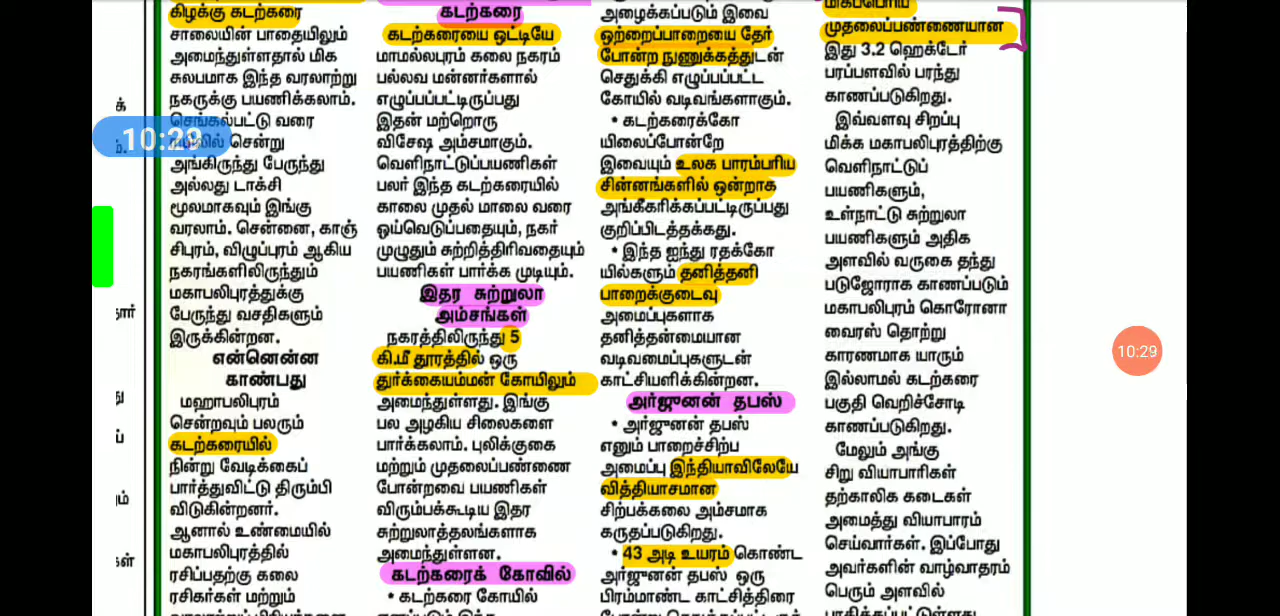 கிழக்கு கடற்கரை
சாலையின் பாதையிலும்
அமைந்துள்ளதால் மிக
சுலபமாக இந்த வரலாற்று
நகருக்கு பயணிக்கலாம்.
செங்கல்பட்டு வரை
10:29 சென்று
அங்கிருந்து பேருந்து
அல்லது டாக்சி
மூலமாகவும் இங்கு
வரலாம். சென்னை, காஞ்
சிபுரம், விழுப்புரம் ஆகிய
நகரங்களிலிருந்தும்
மகாபலிபுரத்துக்கு
பேருந்து வசதிகளும்
இருக்கின்றன.
என்னென்ன
காண்பது
மஹாபலிபுரம்
சென்றவும் பலரும்
கடற்கரையில்
நின்று வேடிக்கைப்
பார்த்துவிட்டு திரும்பி
விடுகின்றனர்.
ஆனால் உண்மையில்
மகாபலிபுரத்தில்
ரசிப்பதற்கு கலை
ரசிகர்கள் மற்றும்
கடற்கரை
கடற்கரையை ஒட்டியே
மாமல்லபுரம் கலை நகரம்
பல்லவ மன்னர்களால்
எழுப்பப்பட்டிருப்பது
இதன் மற்றொரு
விசேஷ அம்சமாகும்.
வெளிநாட்டுப்பயணிகள்
பலர் இந்த கடற்கரையில்
காலை முதல் மாலை வரை
ஓய்வெடுப்பதையும், நகர்
முழுதும் சுற்றித்திரிவதையும்
பயணிகள் பார்க்க முடியும்.
இதர சுற்றுலா
அம்சங்கள்
நகரத்திலிருந்து 5
கி.மீ தூரத்தில் ஒரு
துர்க்கையம்மன் கோயிலும்
அமைந்துள்ளது. இங்கு
பல அழகிய சிலைகளை
பார்க்கலாம். புலிக்குகை
மற்றும் முதலைப்பண்ணை
போன்றவை பயணிகள்
விரும்பக்கூடிய இதர
சுற்றுலாத்தலங்களாக
அமைந்துள்ளன.
கடற்கரைக் கோவில்
* கடற்கரை கோயில்
அழைக்கப்படும் இவை
ஒற்றைப்பாறையை தேர்
போன்ற நுணுக்கத்துடன்
செதுக்கி எழுப்பப்பட்ட
கோயில் வடிவங்களாகும்.
* கடற்கரைக்கோ
யிலைப்போன்றே
இவையும் உலக பாரம்பரிய
சின்னங்களில் ஒன்றாக
அங்கீகரிக்கப்பட்டிருப்பது
குறிப்பிடத்தக்கது.
* இந்த ஐந்து ரதக்கோ
யில்களும் தனித்தனி
பாறைக்குடைவு
அமைப்புகளாக
தனித்தன்மையான
வடிவமைப்புகளுடன்
காட்சியளிக்கின்றன.
அர்ஜுனன் தபஸ்
* அர்ஜுனன் தபஸ்
எனும் பாறைச்சிற்ப
அமைப்பு இந்தியாவிலேயே
வித்தியாசமான
சிற்பக்கலை அம்சமாக
கருதப்படுகிறது.
* 43 அடி உயரம் கொண்ட
அர்ஜுனன் தபஸ் ஒரு
பிரம்மாண்ட காட்சித்திரை
மிகப்பெரிய
முதலைப்பண்ணையான
இது 3.2 ஹெக்டேர்
பரப்பளவில் பரந்து
காணப்படுகிறது.
இவ்வளவு சிறப்பு
மிக்க மகாபலிபுரத்திற்கு
வெளிநாட்டுப்
பயணிகளும்,
உள்நாட்டு சுற்றுலா
பயணிகளும் அதிக
அளவில் வருகை தந்து
படுஜோராக காணப்படும்
மகாபலிபுரம் கொரோனா
வைரஸ் தொற்று
காரணமாக யாரும்
இல்லாமல் கடற்கரை
பகுதி வெறிச்சோடி
காணப்படுகிறது.
மேலும் அங்கு
சிறு வியாபாரிகள்
தற்காலிக கடைகள்
அமைத்து வியாபாரம்
செய்வார்கள். இப்போது
அவர்களின் வாழ்வாதரம்
பெரும் அளவில்
10:29